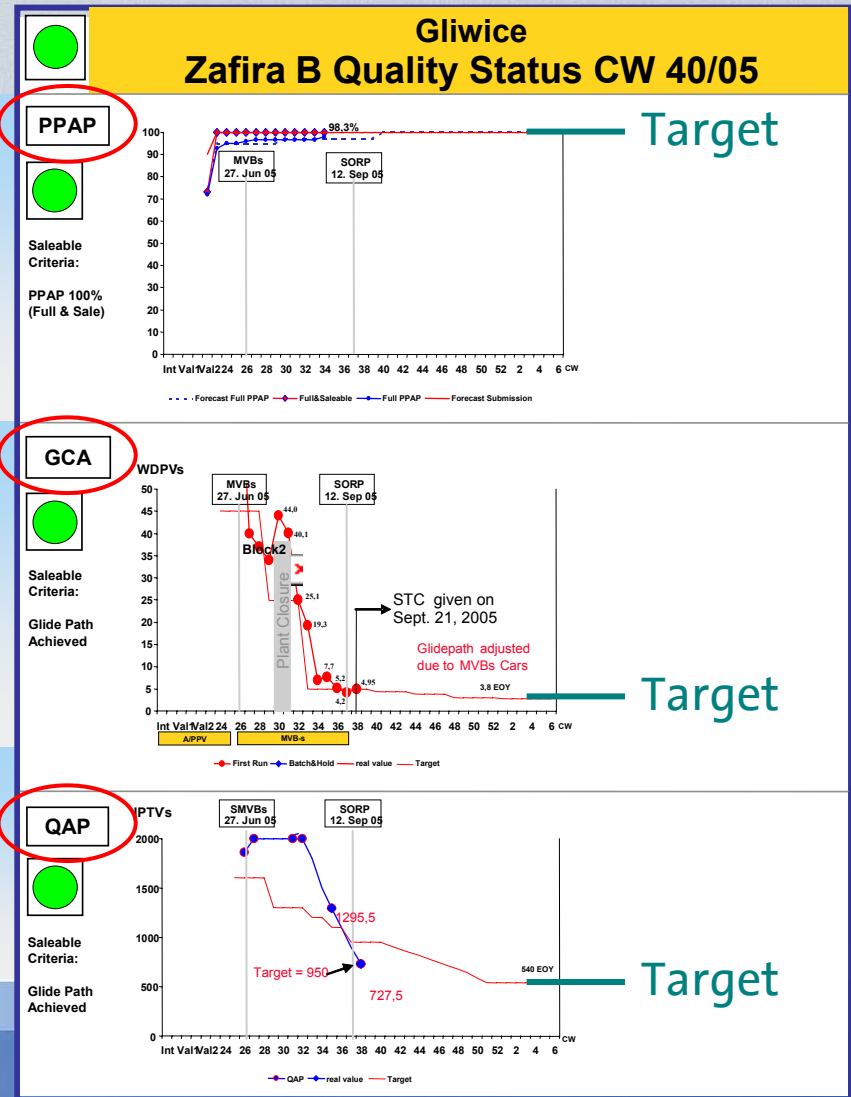 Gliwice
Zafira B Quality Status CW 40/05
PPAP
Saleable
Criteria:
PPAP 100%
(Full & Sale)
100
90
80
70
60
50
40
30
20
10
0
98,3%
MVBs
27. Jun 05
SORP
12. Sep 05
Target
Int Val1 Val2 24 26 28 30 32 34 36 38 40 42 44 46 48 50 52 2 4 6 CW
Forecast Full PPAP Full&Saleable Full PPAP Forecast Submission
GCA
Saleable
Criteria:
Glide Path
Achieved
WDPVs
50
45
40
35
30
25
20
15
10
5
0
MVBs
27. Jun 05
SORP
12. Sep 05
44,0
40,1
Block2
Plant Closure
25,1
19,3
7,7
5,2
4,2
4,95
STC given on
Sept. 21, 2005
Glidepath adjusted
due to MVBs Cars
3,8 EOY
Target
Int Val1 Val2 24 26 28 30 32 34 36 38 40 42 44 46 48 50 52 2 4 6 CW
A/PPV MVB-s
First Run Batch&Hold real value Target
QAP
Saleable
Criteria:
Glide Path
Achieved
IPTVs
2000
1500
1000
500
0
SMVBs
27. Jun 05
SORP
12. Sep 05
1295,5
Target = 950
727,5
540 EOY
Target
Int Val1 Val2 24 26 28 30 32 34 36 38 40 42 44 46 48 50 52 2 4 6 CW
QAP real value Target